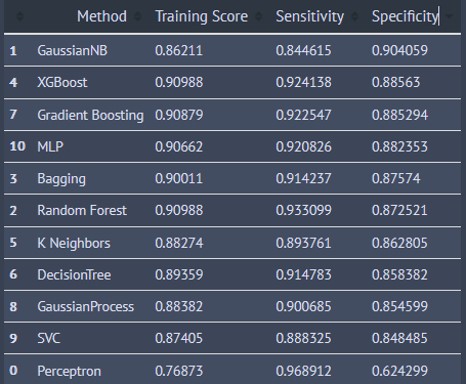 Method Training Score Sensitivity Specificity
1 GaussianNB 0.86211 0.844615 0.904059
4 XGBoost 0.90988 0.924138 0.88563
7 Gradient Boosting 0.90879 0.922547 0.885294
10 MLP 0.90662 0.920826 0.882353
3 Bagging 0.90011 0.914237 0.87574
2 Random Forest 0.90988 0.933099 0.872521
5 K Neighbors 0.88274 0.893761 0.862805
6 DecisionTree 0.89359 0.914783 0.858382
8 GaussianProcess 0.88382 0.900685 0.854599
9 SVC 0.87405 0.888325 0.848485
0 Perceptron 0.76873 0.968912 0.624299